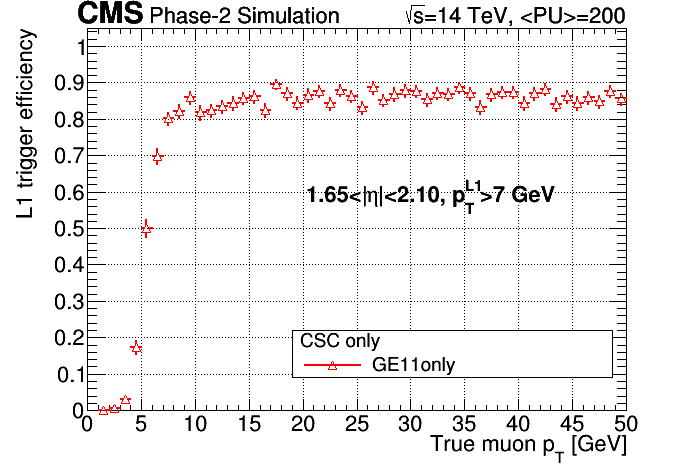 CMS Phase-2 Simulation √s=14 TeV, <PU>=200
L1 trigger efficiency
1
0.9
0.8
0.7
0.6
0.5
0.4
0.3
0.2
0.1
0
1.65<|η|<2.10, p_T^L1>7 GeV
CSC only
GE11only
0 5 10 15 20 25 30 35 40 45 50
True muon p_T [GeV]